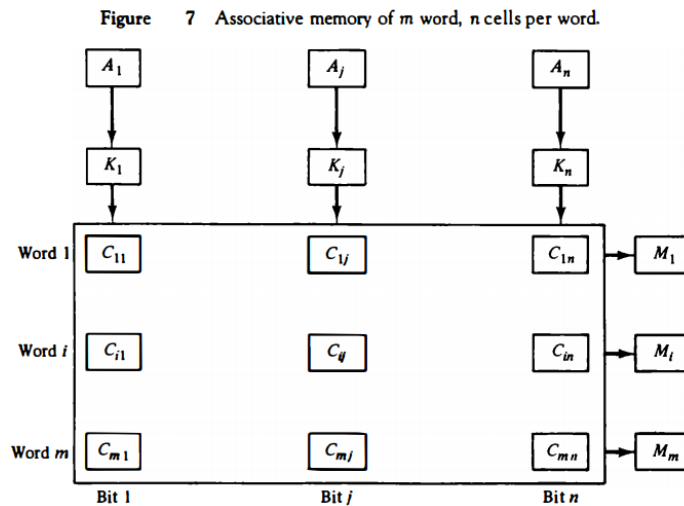 Figure 7 Associative memory of m word, n cells per word.
A1 Aj An
K1 Kj Kn
Word 1 C11 C1j C1n M1
Word i Ci1 Cij Cin Mi
Word m Cm1 Cmj Cmn Mm
Bit 1 Bit j Bit n